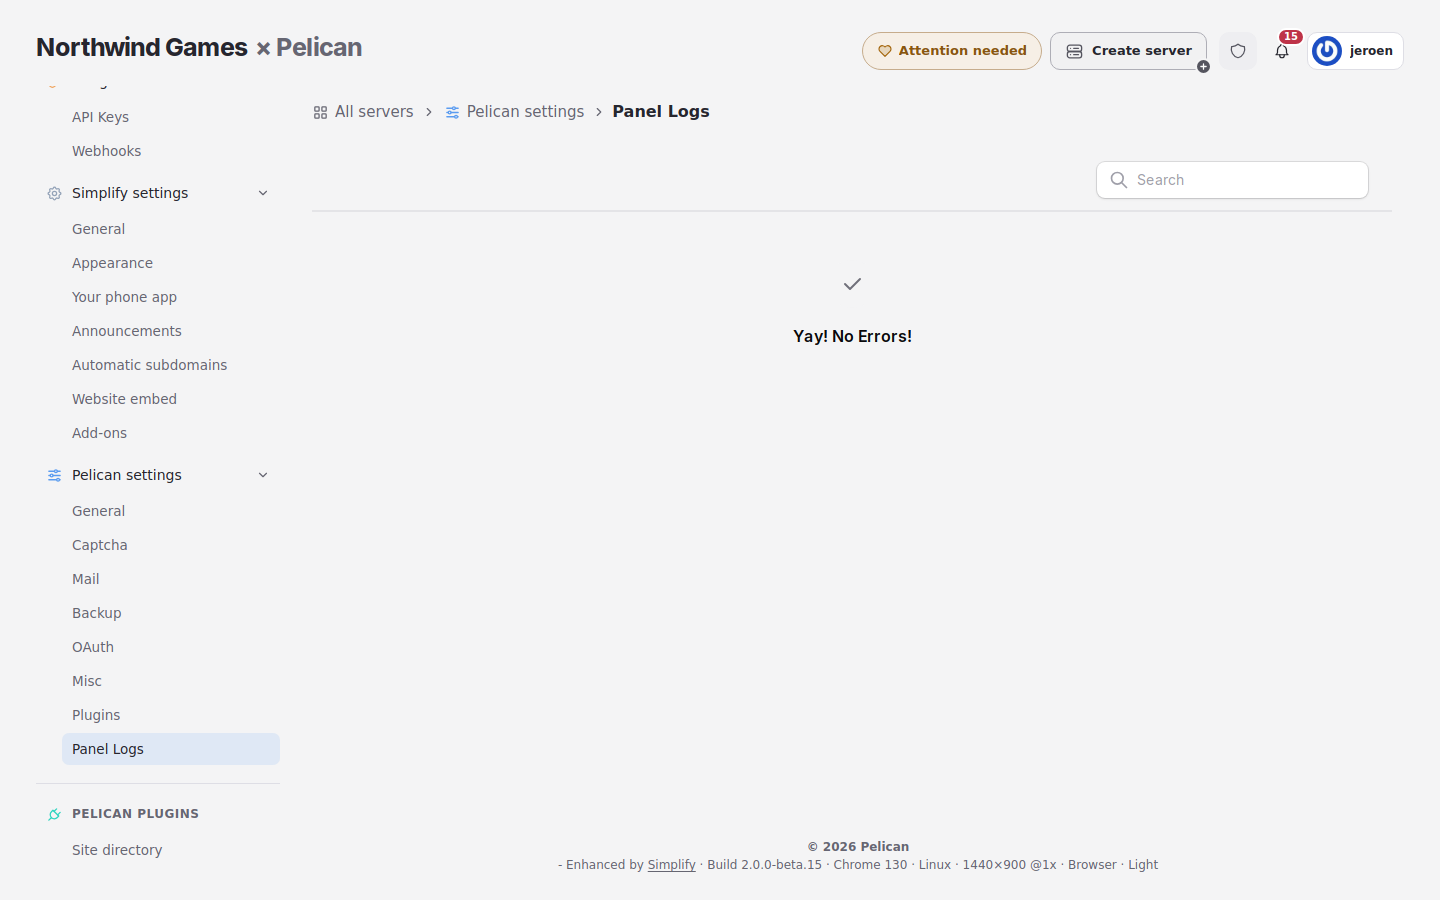 Northwind Games × Pelican
Attention needed
Create server
15
jeroen
API Keys
Webhooks
Simplify settings
General
Appearance
Your phone app
Announcements
Automatic subdomains
Website embed
Add-ons
Pelican settings
General
Captcha
Mail
Backup
OAuth
Misc
Plugins
Panel Logs
PELICAN PLUGINS
Site directory
All servers > Pelican settings > Panel Logs
Search
Yay! No Errors!
© 2026 Pelican
- Enhanced by Simplify · Build 2.0.0-beta.15 · Chrome 130 · Linux · 1440×900 @1x · Browser · Light